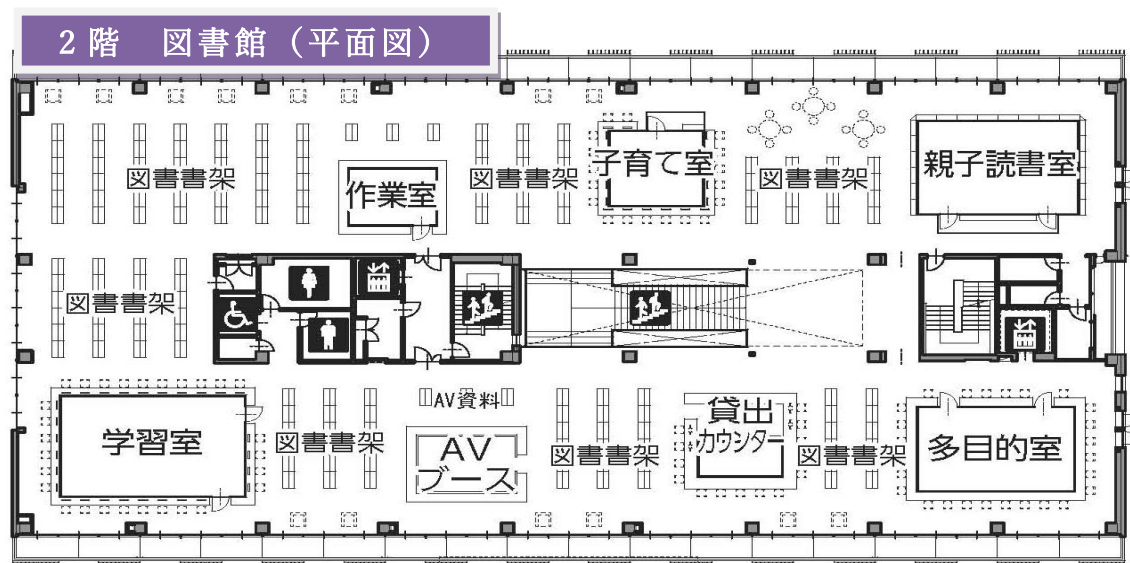 2階　図書館（平面図）
図書書架
作業室
図書書架
子育て室
図書書架
親子読書室
図書書架
学習室
図書書架
AV資料
AV
ブース
図書書架
貸出
カウンター
図書書架
多目的室